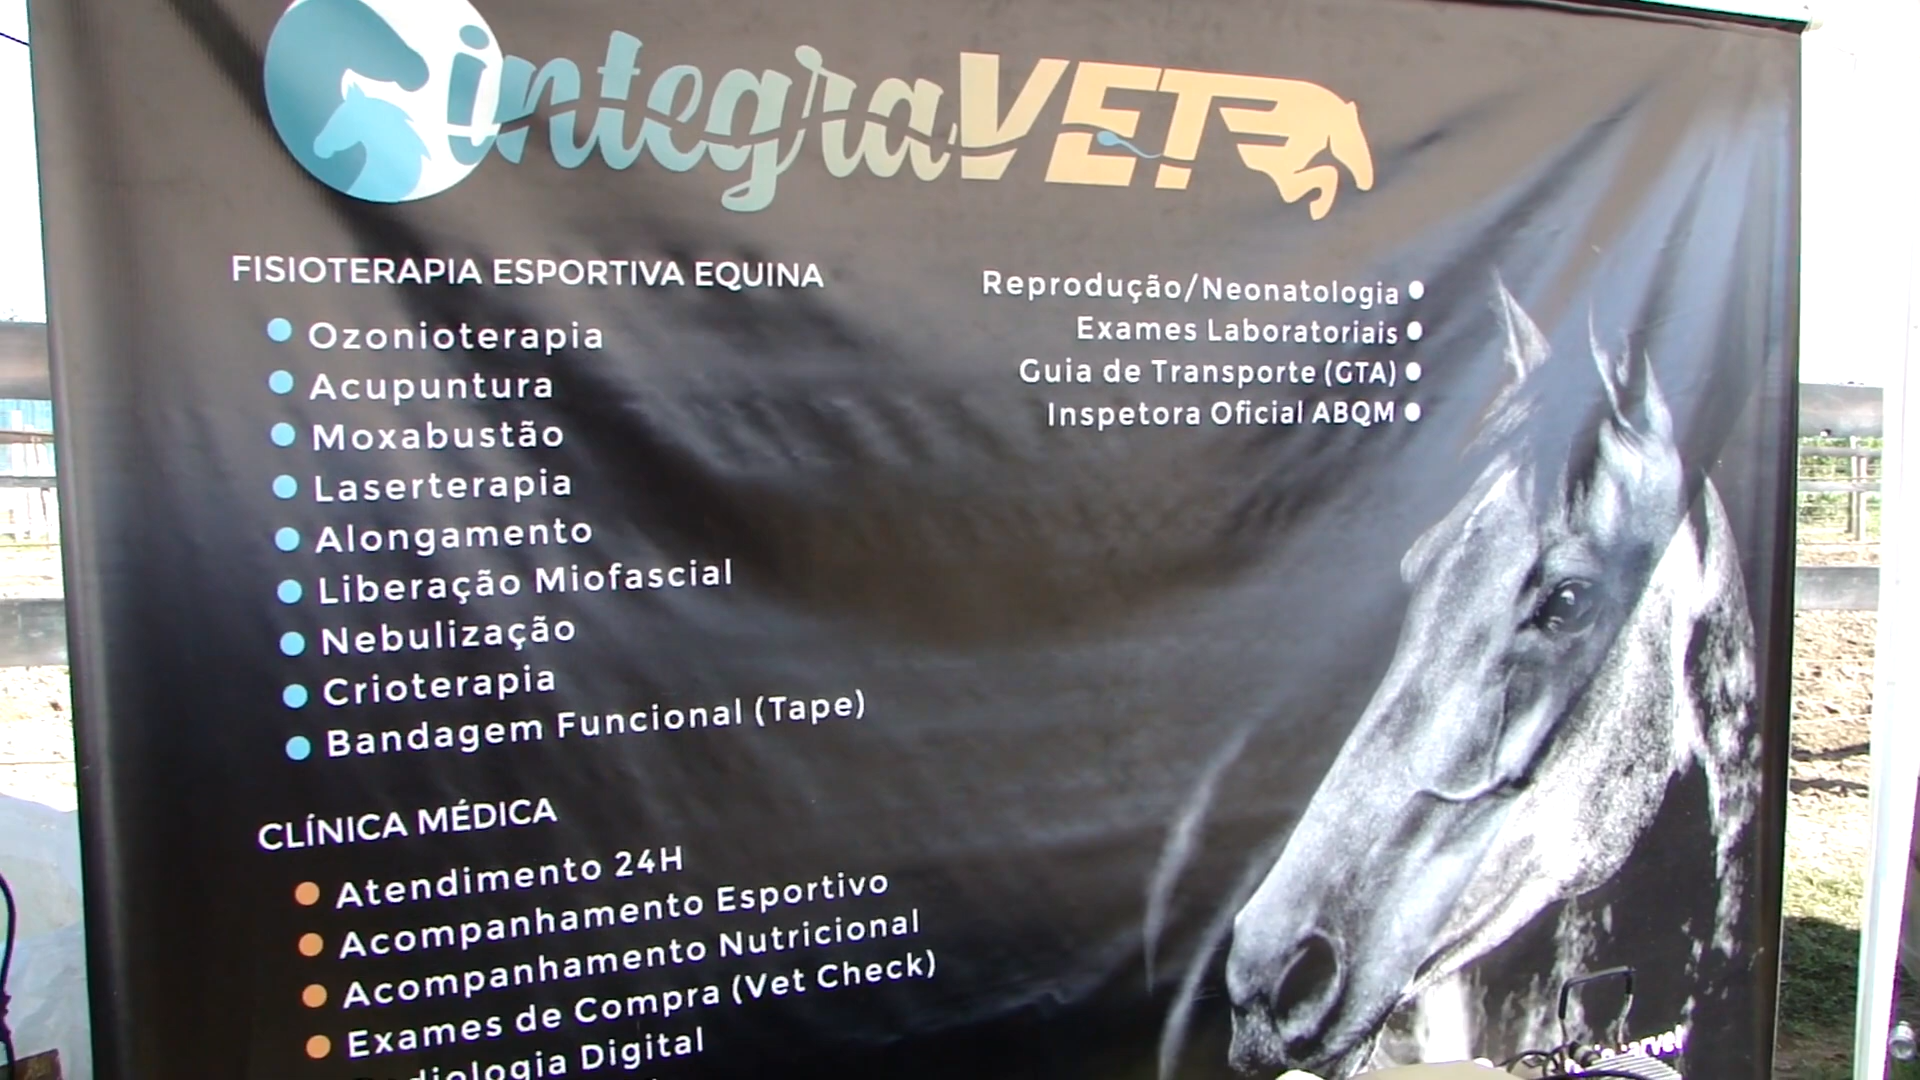 integraVET
FISIOTERAPIA ESPORTIVA EQUINA
Ozonioterapia
Acupuntura
Moxabustão
Laserterapia
Alongamento
Liberação Miofascial
Nebulização
Crioterapia
Bandagem Funcional (Tape)
Reprodução/Neonatologia
Exames Laboratoriais
Guia de Transporte (GTA)
Inspetora Oficial ABQM
CLÍNICA MÉDICA
Atendimento 24H
Acompanhamento Esportivo
Acompanhamento Nutricional
Exames de Compra (Vet Check)
Radiologia Digital